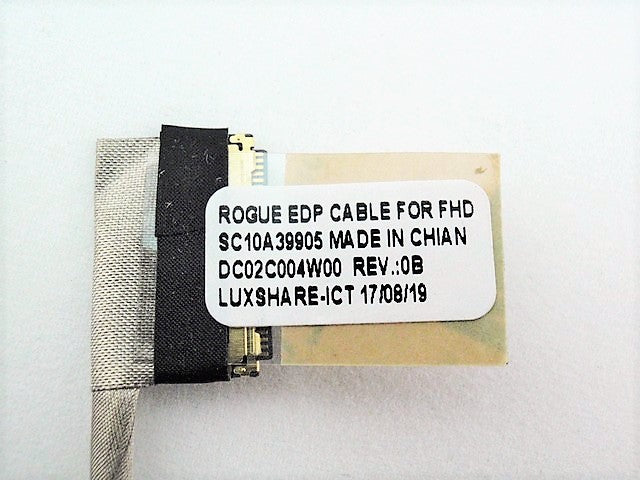 ROGUE EDP CABLE FOR FHD
SC10A39905 MADE IN CHIAN
DC02C004W00 REV.:0B
LUXSHARE-ICT 17/08/19